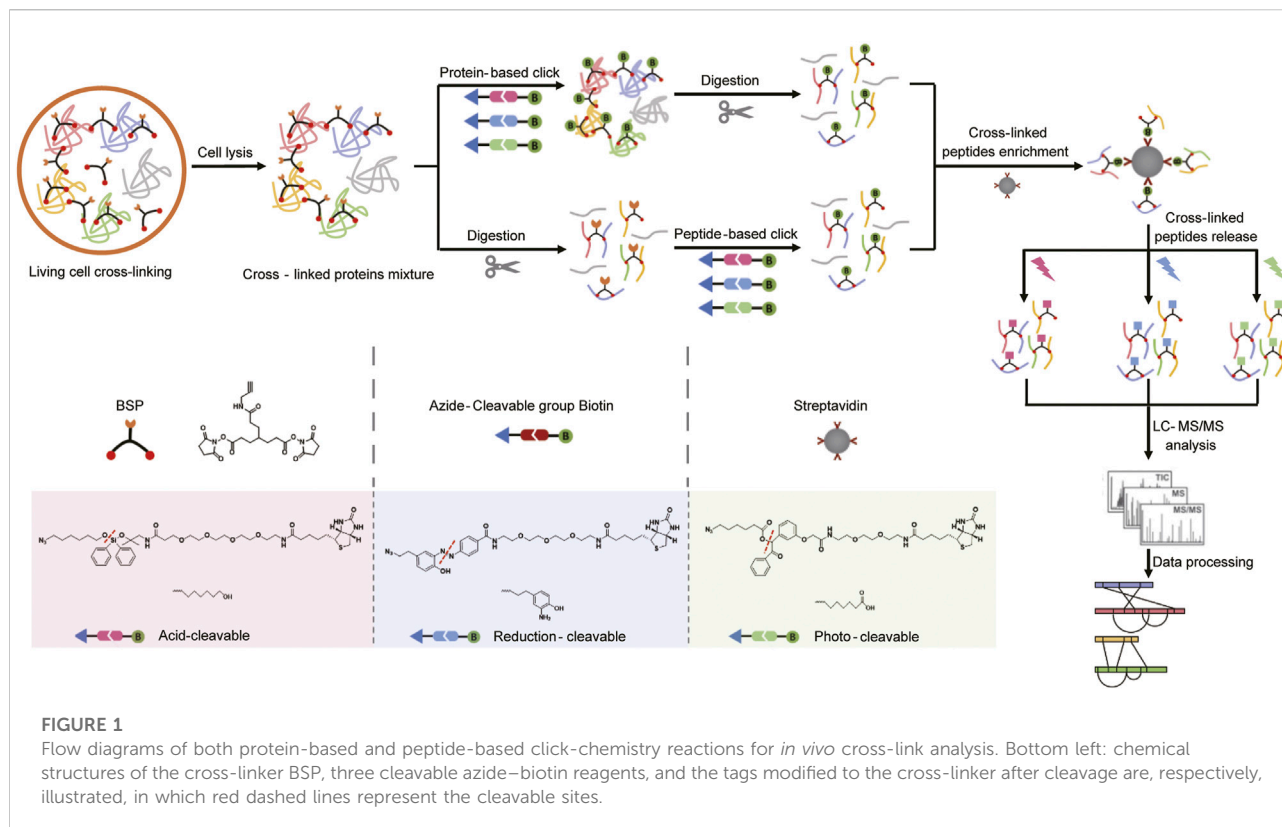 Protein-based click
Digestion
Cell lysis
Cross-linked
peptides enrichment
Living cell cross-linking
Cross - linked proteins mixture
Digestion
Peptide-based click
Cross-linked
peptides release
BSP
Azide-Cleavable group Biotin
Streptavidin
LC- MS/MS
analysis
TIC
MS
MS/MS
Data processing
Acid-cleavable
Reduction - cleavable
Photo - cleavable
FIGURE 1
Flow diagrams of both protein-based and peptide-based click-chemistry reactions for in vivo cross-link analysis. Bottom left: chemical
structures of the cross-linker BSP, three cleavable azide–biotin reagents, and the tags modified to the cross-linker after cleavage are, respectively,
illustrated, in which red dashed lines represent the cleavable sites.